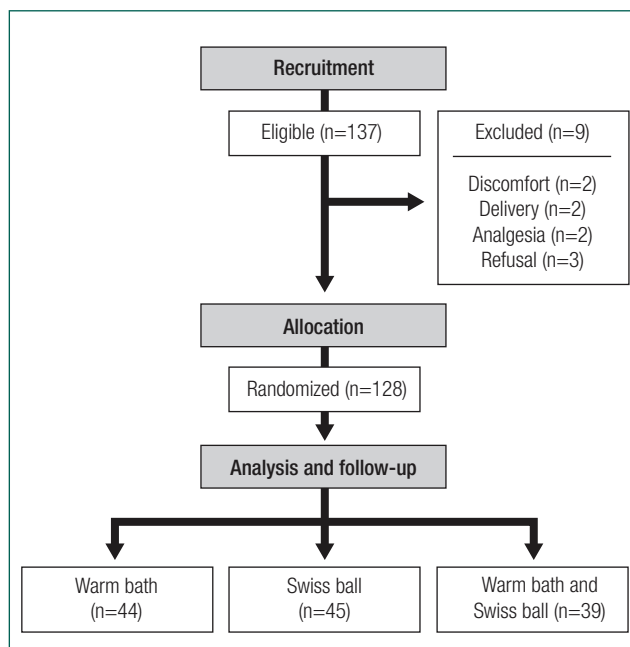 Recruitment
Eligible (n=137)
Excluded (n=9)
Discomfort (n=2)
Delivery (n=2)
Analgesia (n=2)
Refusal (n=3)
Allocation
Randomized (n=128)
Analysis and follow-up
Warm bath
(n=44)
Swiss ball
(n=45)
Warm bath and
Swiss ball (n=39)